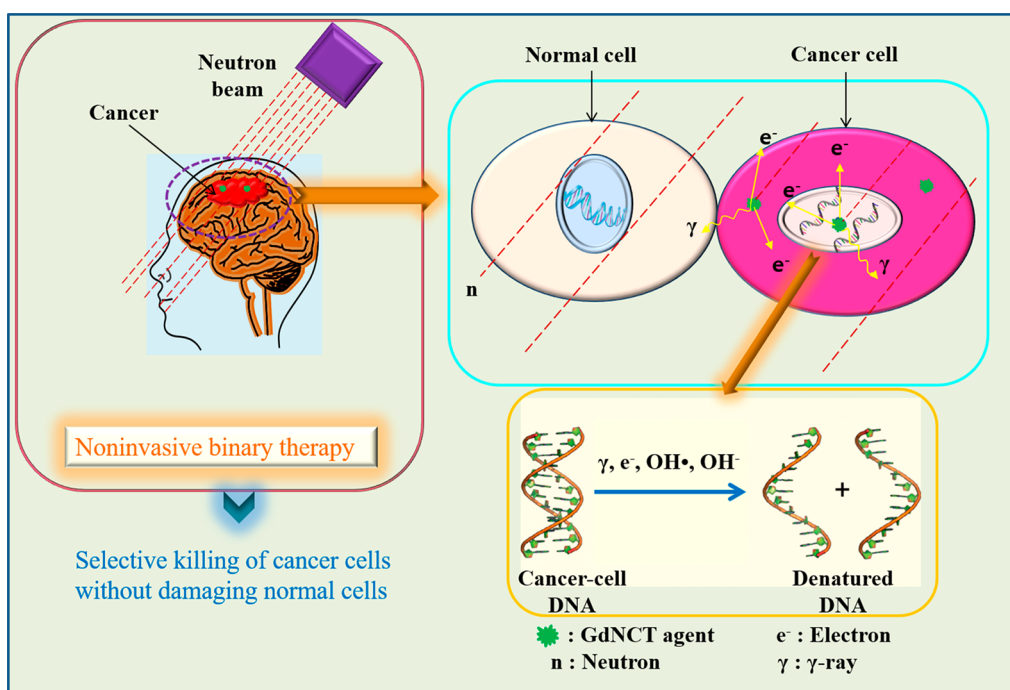 Neutron
beam
Cancer
Noninvasive binary therapy
Selective killing of cancer cells
without damaging normal cells
Normal cell
Cancer cell
e⁻
e⁻
e⁻
γ
e⁻
γ
n
γ, e⁻, OH•, OH⁻
+
Cancer-cell
DNA
Denatured
DNA
: GdNCT agent
e⁻ : Electron
n : Neutron
γ : γ-ray